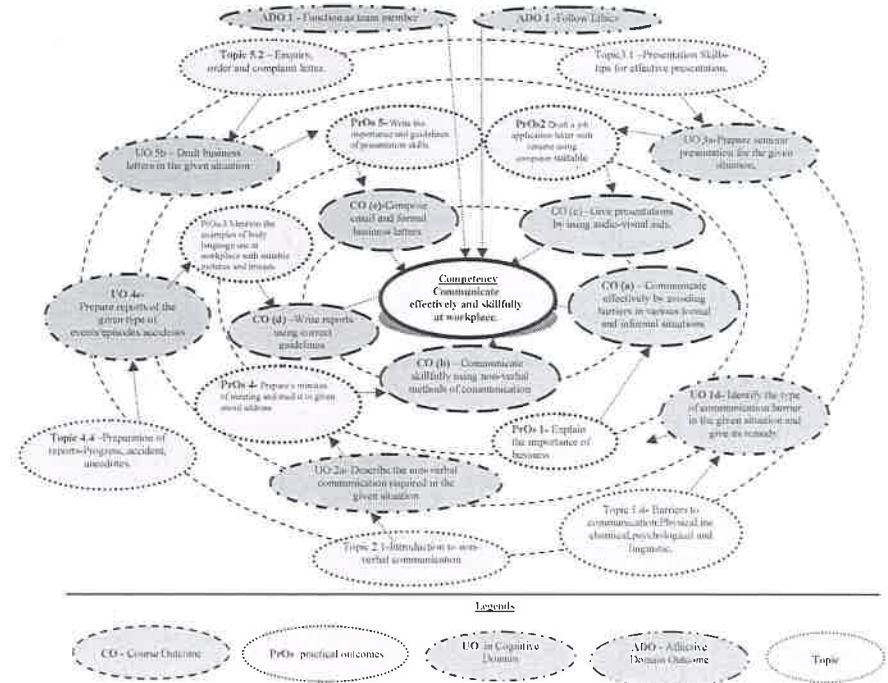 ADO 1 - Function as team member
ADO 1 -Follow Ethics
Topic 5.2 – Enquiry,
order and complaint letter.
Topic3.1 –Presentation Skills-
tips for effective presentation.
PrOs 5- Write the
importance and guidelines
of presentation skills.
PrOs2 Draft a job
application letter with
resume using
computer suitable
UO 5b – Draft business
letters in the given situation
UO 3a-Prepare seminar
presentation for the given
situation.
CO (e)-Compose
email and formal
business letters
CO (c) – Give presentations
by using audio-visual aids.
PrOs3 Mention the
examples of body
language use at
workplace with suitable
pictures and images
Competency
Communicate
effectively and skillfully
at workplace.
CO (a) – Communicate
effectively by avoiding
barriers in various formal
and informal situations
UO 4c-
Prepare reports of the
given type of
events/episodes/accidents
CO (d) –Write reports
using correct
guidelines
CO (b) – Communicate
skillfully using non-verbal
methods of communication
PrOs 4- Prepare minutes
of meeting and mail it to given
email address
UO 1d- Identify the type
of communication barrier
in the given situation and
give its remedy
PrOs 1- Explain
the importance of
business
Topic 4.4 –Preparation of
reports-Progress, accident,
anecdotes.
UO 2a- Describe the non-verbal
communication required in the
given situation
Topic 1.4- Barriers to
communication:Physical,me
chanical,psychological and
linguistic.
Topic 2.1-Introduction to non-
verbal communication
Legends
CO - Course Outcome
PrOs -practical outcomes
UO -in Cognitive
Domain
ADO - Affective
Domain Outcome
Topic